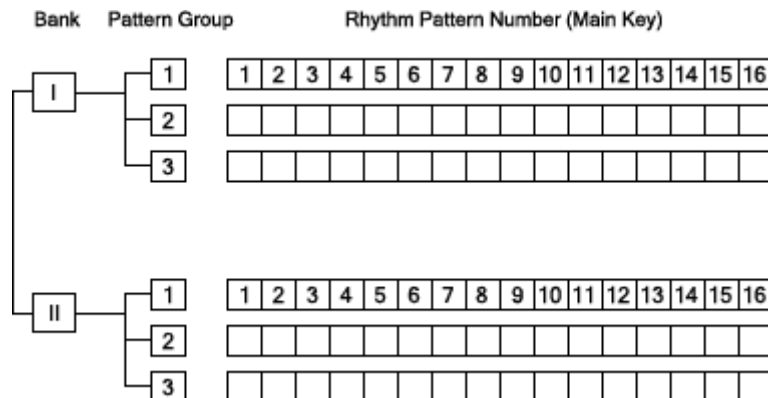 Bank Pattern Group Rhythm Pattern Number (Main Key)
I 1 1 2 3 4 5 6 7 8 9 10 11 12 13 14 15 16
2
3
II 1 1 2 3 4 5 6 7 8 9 10 11 12 13 14 15 16
2
3